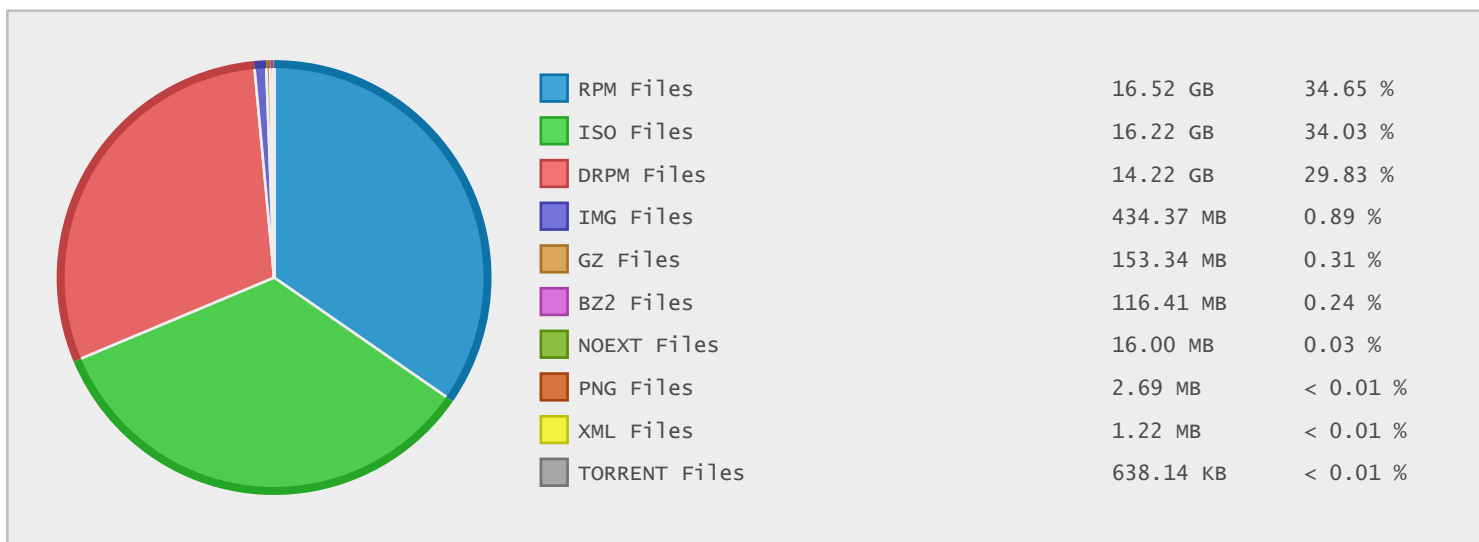 RPM Files 16.52 GB 34.65 %
ISO Files 16.22 GB 34.03 %
DRPM Files 14.22 GB 29.83 %
IMG Files 434.37 MB 0.89 %
GZ Files 153.34 MB 0.31 %
BZ2 Files 116.41 MB 0.24 %
NOEXT Files 16.00 MB 0.03 %
PNG Files 2.69 MB < 0.01 %
XML Files 1.22 MB < 0.01 %
TORRENT Files 638.14 KB < 0.01 %